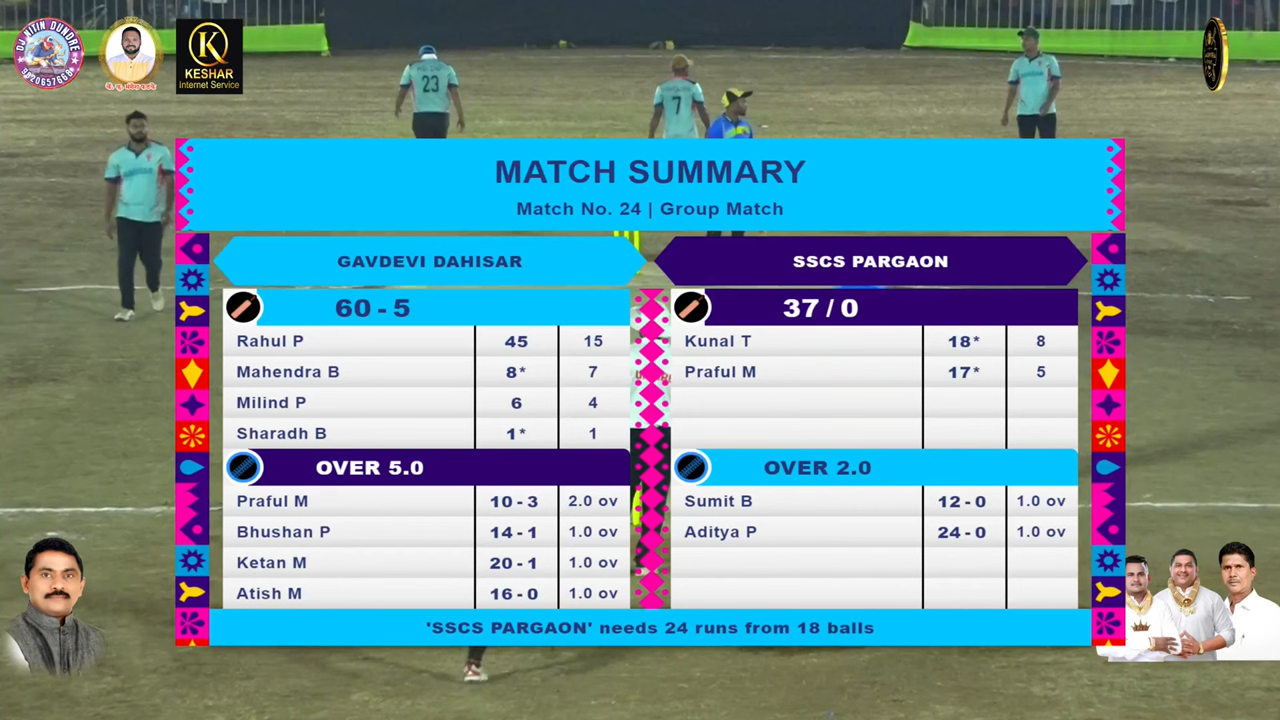 DJ NITIN DUNDRE
9820657668
K
KESHAR
Internet Service
23
7
MATCH SUMMARY
Match No. 24 | Group Match
GAVDEVI DAHISAR
SSCS PARGAON
60 - 5
37 / 0
Rahul P 45 15
Kunal T 18* 8
Mahendra B 8* 7
Praful M 17* 5
Milind P 6 4
Sharadh B 1* 1
OVER 5.0
OVER 2.0
Praful M 10 - 3 2.0 ov
Sumit B 12 - 0 1.0 ov
Bhushan P 14 - 1 1.0 ov
Aditya P 24 - 0 1.0 ov
Ketan M 20 - 1 1.0 ov
Atish M 16 - 0 1.0 ov
'SSCS PARGAON' needs 24 runs from 18 balls